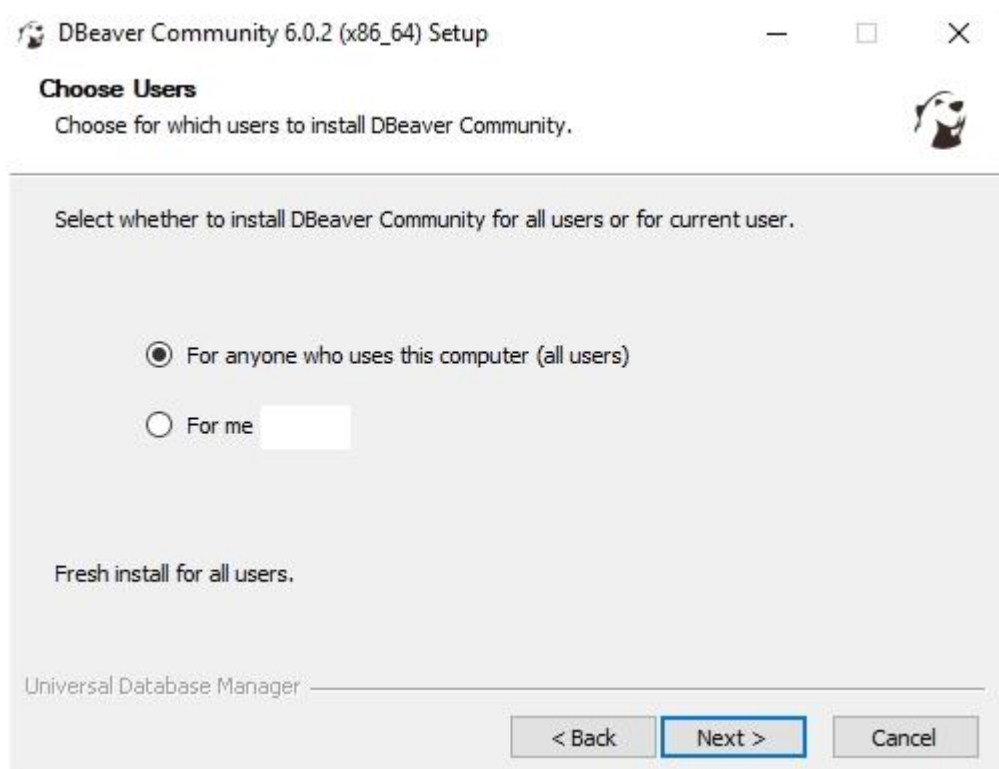 DBeaver Community 6.0.2 (x86_64) Setup
Choose Users
Choose for which users to install DBeaver Community.
Select whether to install DBeaver Community for all users or for current user.
For anyone who uses this computer (all users)
For me
Fresh install for all users.
Universal Database Manager
< Back
Next >
Cancel